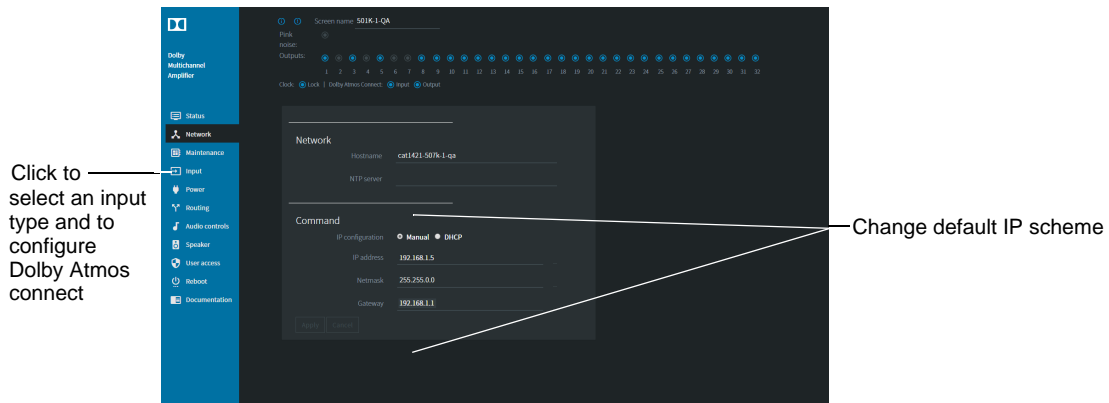 Screen name 501K-1-QA
Pink
noise:
Outputs:
1 2 3 4 5 6 7 8 9 10 11 12 13 14 15 16 17 18 19 20 21 22 23 24 25 26 27 28 29 30 31 32
Clock: Lock | Dolby Atmos Connect: Input Output
Dolby
Multichannel
Amplifier
Status
Network
Maintenance
Input
Power
Routing
Audio controls
Speaker
User access
Reboot
Documentation
Network
Hostname cat1421-507k-1-qa
NTP server
Command
IP configuration Manual DHCP
IP address 192.168.1.5
Netmask 255.255.0.0
Gateway 192.168.1.1
Apply Cancel
Click to
select an input
type and to
configure
Dolby Atmos
connect
Change default IP scheme